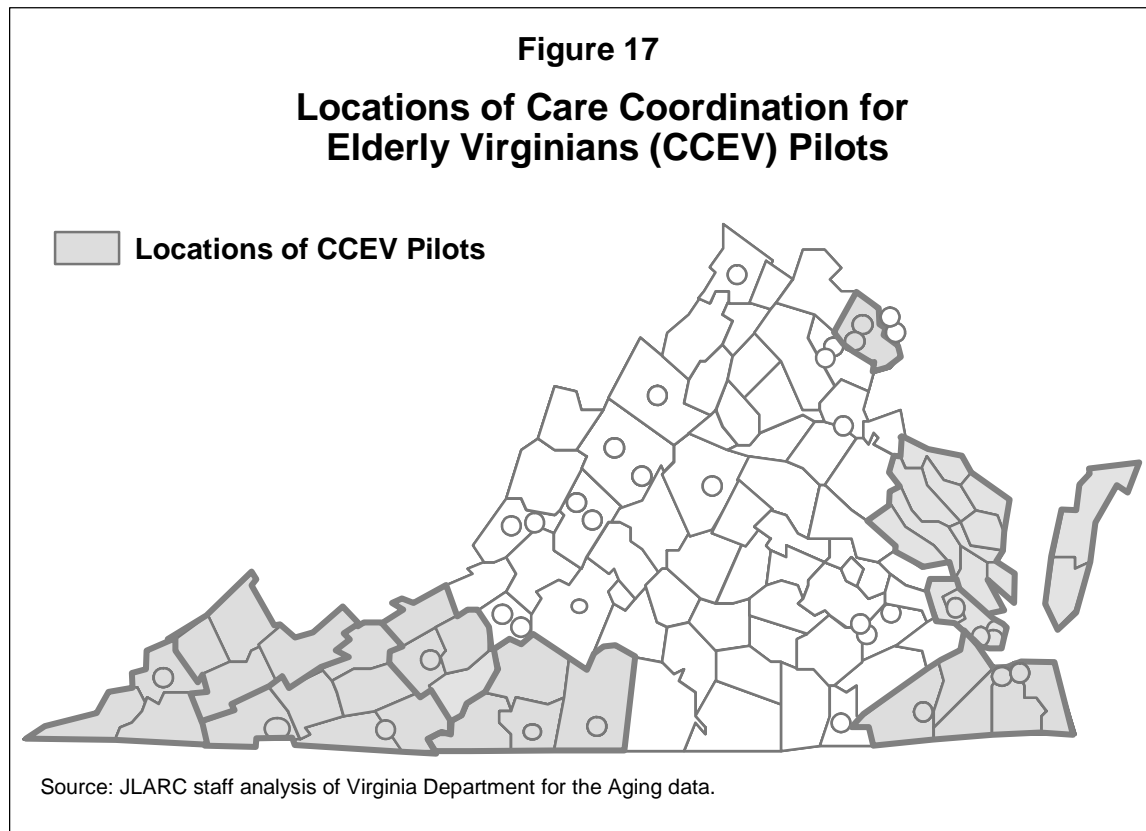 Figure 17
Locations of Care Coordination for
Elderly Virginians (CCEV) Pilots
Locations of CCEV Pilots
Source: JLARC staff analysis of Virginia Department for the Aging data.